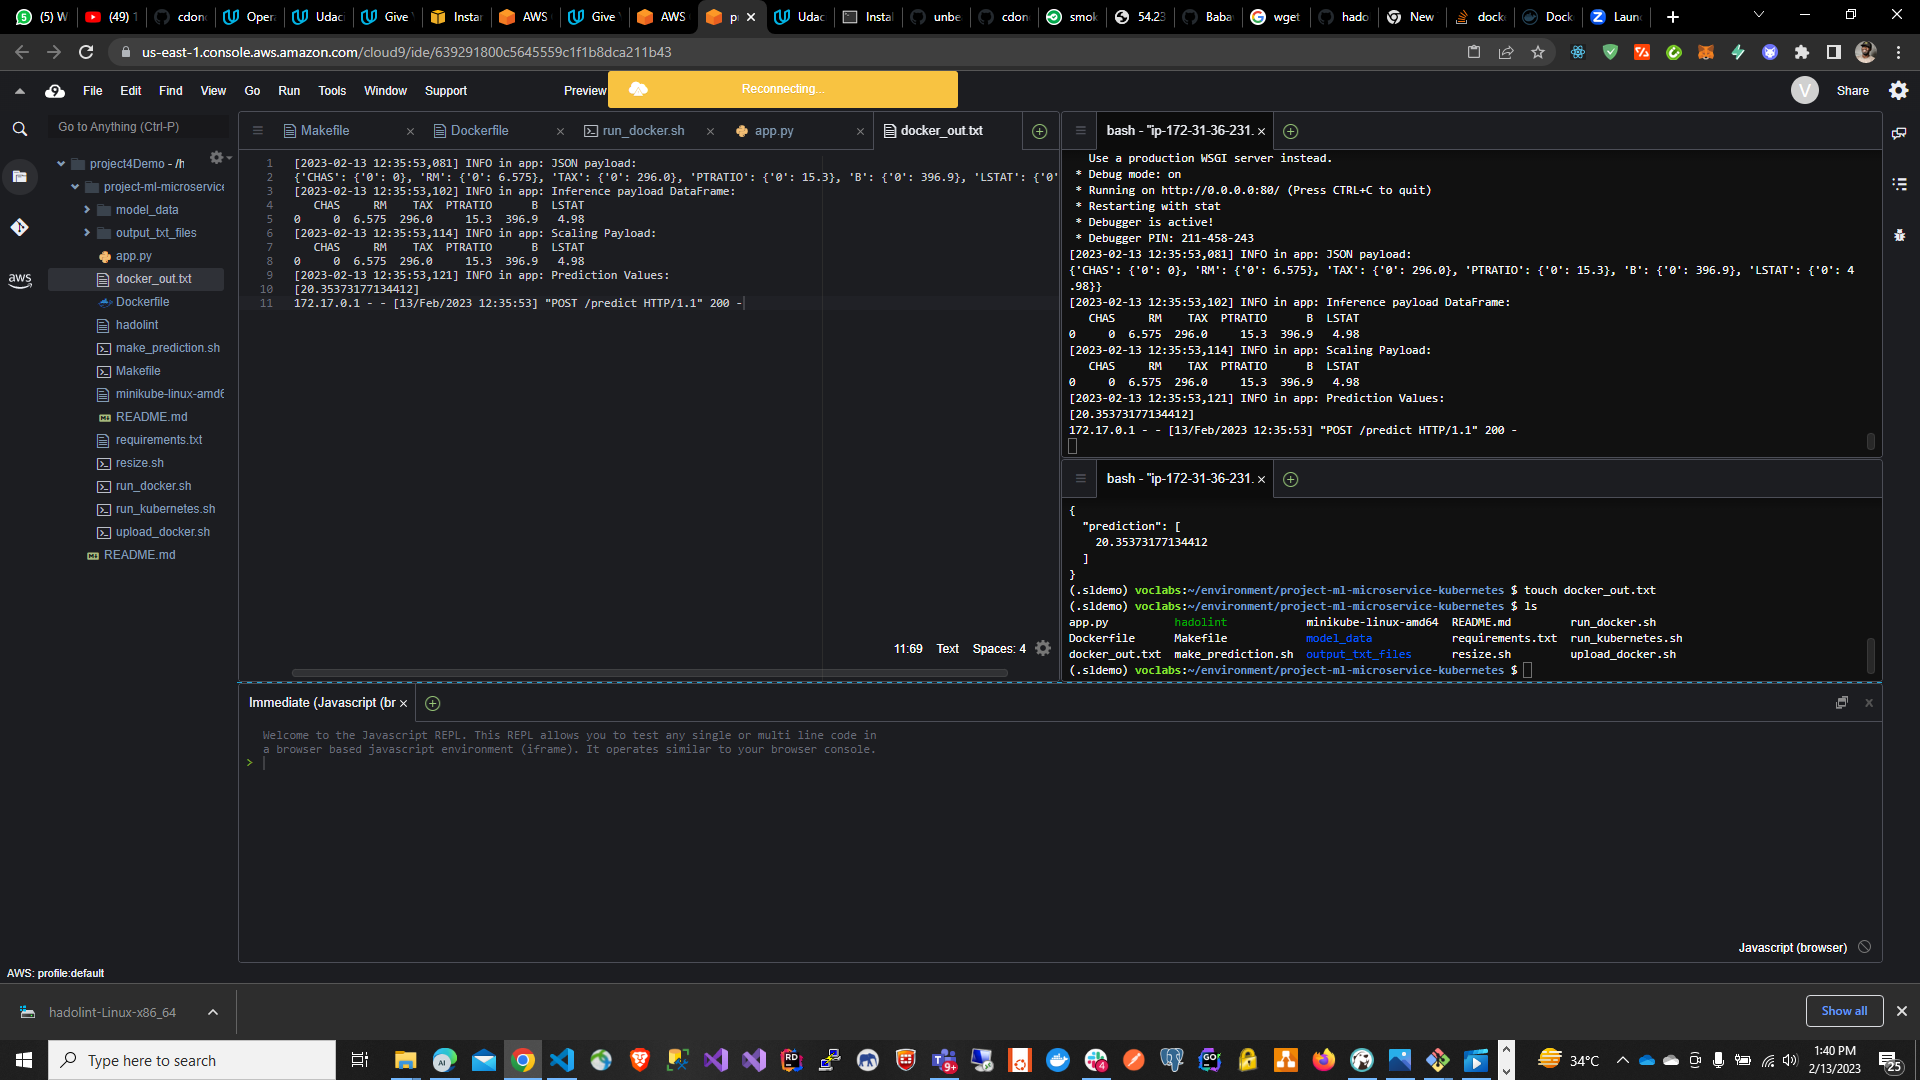 (5) W
(49) 1
cdon
Oper
Udaci
Give Y
Instan
AWS
Give Y
AWS
p
Udac
Instal
unbe
cdon
smok
54.23
Baba
wget
hado
New
dock
Dock
Laun
us-east-1.console.aws.amazon.com/cloud9/ide/639291800c5645559c1f1b8dca211b43
File Edit Find View Go Run Tools Window Support Preview
Reconnecting...
V Share
Go to Anything (Ctrl-P)
project4Demo - /h
project-ml-microservice
model_data
output_txt_files
app.py
docker_out.txt
Dockerfile
hadolint
make_prediction.sh
Makefile
minikube-linux-amd6
README.md
requirements.txt
resize.sh
run_docker.sh
run_kubernetes.sh
upload_docker.sh
README.md
aws
Makefile
Dockerfile
run_docker.sh
app.py
docker_out.txt
1 [2023-02-13 12:35:53,081] INFO in app: JSON payload:
2 {'CHAS': {'0': 0}, 'RM': {'0': 6.575}, 'TAX': {'0': 296.0}, 'PTRATIO': {'0': 15.3}, 'B': {'0': 396.9}, 'LSTAT': {'0'
3 [2023-02-13 12:35:53,102] INFO in app: Inference payload DataFrame:
4 CHAS RM TAX PTRATIO B LSTAT
5 0 0 6.575 296.0 15.3 396.9 4.98
6 [2023-02-13 12:35:53,114] INFO in app: Scaling Payload:
7 CHAS RM TAX PTRATIO B LSTAT
8 0 0 6.575 296.0 15.3 396.9 4.98
9 [2023-02-13 12:35:53,121] INFO in app: Prediction Values:
10 [20.35373177134412]
11 172.17.0.1 - - [13/Feb/2023 12:35:53] "POST /predict HTTP/1.1" 200 -
11:69 Text Spaces: 4
bash - "ip-172-31-36-231.
Use a production WSGI server instead.
* Debug mode: on
* Running on http://0.0.0.0:80/ (Press CTRL+C to quit)
* Restarting with stat
* Debugger is active!
* Debugger PIN: 211-458-243
[2023-02-13 12:35:53,081] INFO in app: JSON payload:
{'CHAS': {'0': 0}, 'RM': {'0': 6.575}, 'TAX': {'0': 296.0}, 'PTRATIO': {'0': 15.3}, 'B': {'0': 396.9}, 'LSTAT': {'0': 4
.98}}
[2023-02-13 12:35:53,102] INFO in app: Inference payload DataFrame:
CHAS RM TAX PTRATIO B LSTAT
0 0 6.575 296.0 15.3 396.9 4.98
[2023-02-13 12:35:53,114] INFO in app: Scaling Payload:
CHAS RM TAX PTRATIO B LSTAT
0 0 6.575 296.0 15.3 396.9 4.98
[2023-02-13 12:35:53,121] INFO in app: Prediction Values:
[20.35373177134412]
172.17.0.1 - - [13/Feb/2023 12:35:53] "POST /predict HTTP/1.1" 200 -
bash - "ip-172-31-36-231.
{
"prediction": [
20.35373177134412
]
}
(.sldemo) voclabs:~/environment/project-ml-microservice-kubernetes $ touch docker_out.txt
(.sldemo) voclabs:~/environment/project-ml-microservice-kubernetes $ ls
app.py hadolint minikube-linux-amd64 README.md run_docker.sh
Dockerfile Makefile model_data requirements.txt run_kubernetes.sh
docker_out.txt make_prediction.sh output_txt_files resize.sh upload_docker.sh
(.sldemo) voclabs:~/environment/project-ml-microservice-kubernetes $
Immediate (Javascript (br
Welcome to the Javascript REPL. This REPL allows you to test any single or multi line code in
a browser based javascript environment (iframe). It operates similar to your browser console.
>
Javascript (browser)
AWS: profile:default
hadolint-Linux-x86_64
Show all
Type here to search
34°C
1:40 PM
2/13/2023
25